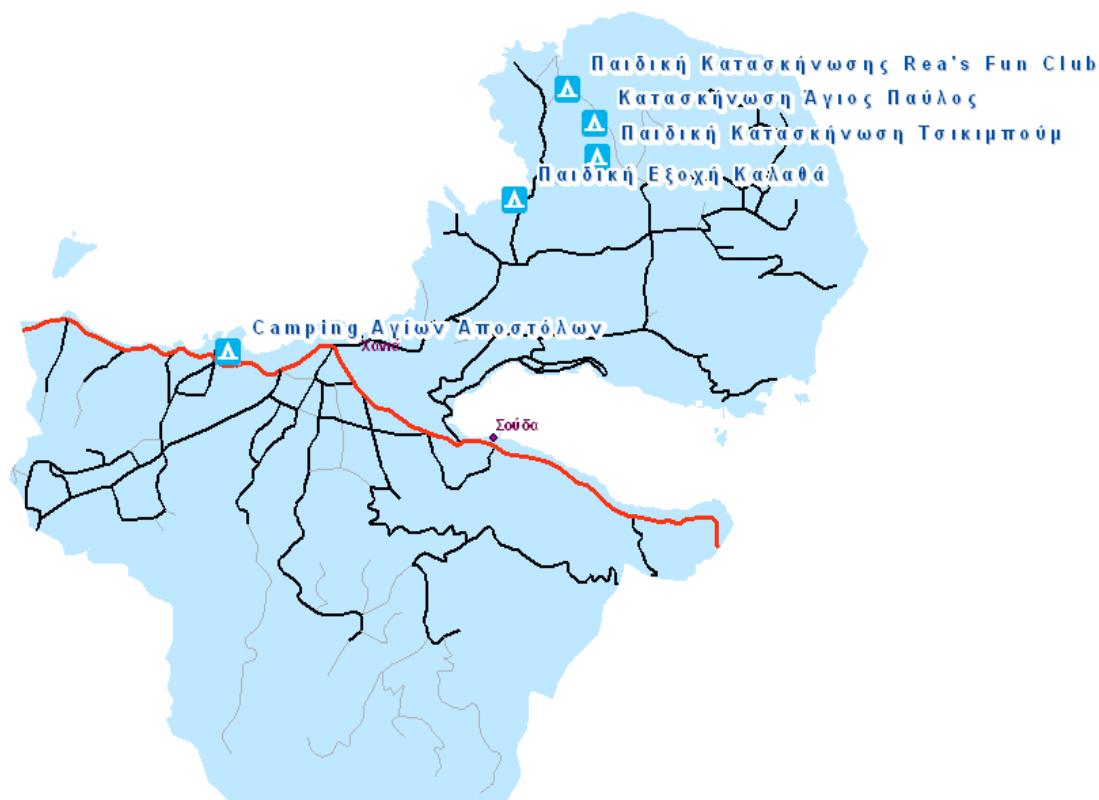 Παιδική Κατασκήνωσης Rea's Fun Club
Κατασκήνωση Άγιος Παύλος
Παιδική Κατασκήνωση Τσικιμπούμ
Παιδική Εξοχή Καλαθά
Camping Αγίων Αποστόλων
Χανιά
Σούδα